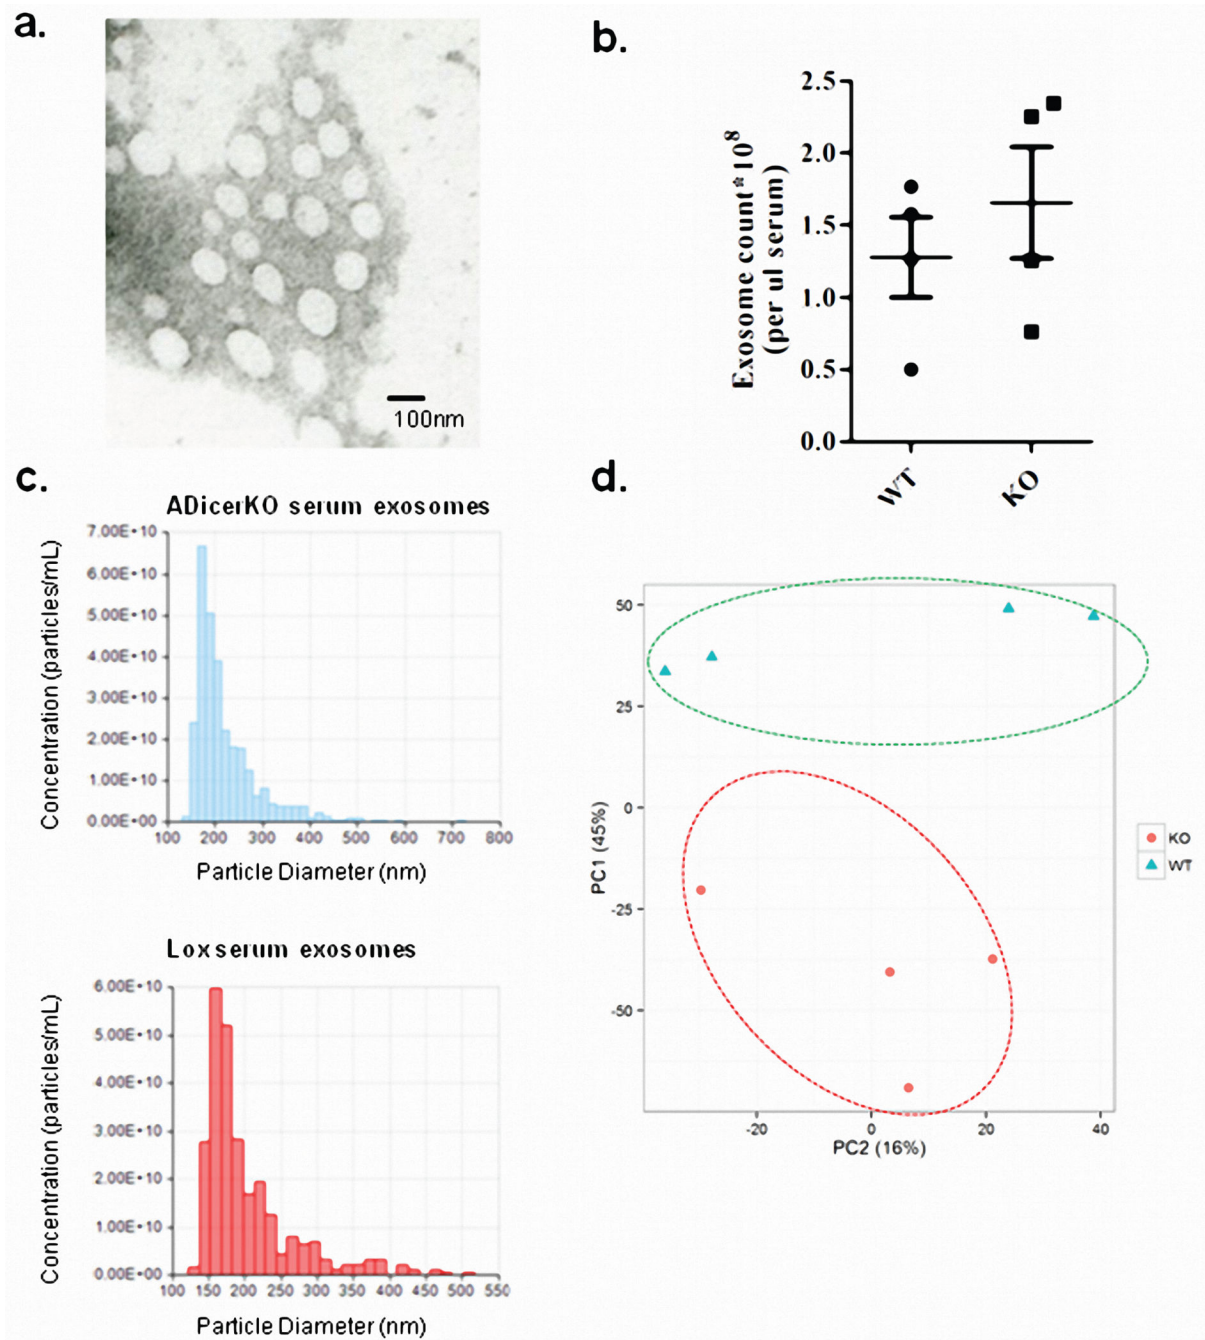 a.
100nm
b.
Exosome count*10⁸
(per ul serum)
2.5
2.0
1.5
1.0
0.5
0.0
WT
KO
c.
ADicerKO serum exosomes
Concentration (particles/mL)
7.00E+10
6.00E+10
5.00E+10
4.00E+10
3.00E+10
2.00E+10
1.00E+10
0.00E+00
100 200 300 400 500 600 700 800
Particle Diameter (nm)
Lox serum exosomes
Concentration (particles/mL)
6.00E+10
5.00E+10
4.00E+10
3.00E+10
2.00E+10
1.00E+10
0.00E+00
100 150 200 250 300 350 400 450 500 550
Particle Diameter (nm)
d.
PC1 (45%)
50
25
0
-25
-50
-20 0 20 40
PC2 (16%)
KO
WT